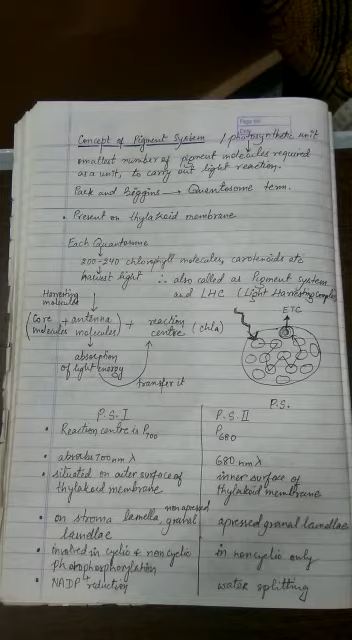 Page No.
Date
Concept of Pigment System / photosynthetic unit
smallest number of pigment molecules required
as a unit, to carry out light reaction.
Park and Biggins → Quantosome term.
• Present on thylakoid membrane
Each Quantosome
200-240 chlorophyll molecules, carotenoids etc
harvest light ∴ also called as Pigment System
and LHC (Light Harvesting Complex)
Harvesting
molecules
(core + antenna + reaction
molecules molecules) centre (chla)
ETC
absorption
of light energy
transfer it
P.S.
P.S.I P.S.II
• Reaction centre is P700 P680
• absorbs 700nm λ 680 nm λ
• situated on outer surface of inner surface of
thylakoid membrane thylakoid membrane
non apressed
• on stroma lamella, granal apressed granal lamellae
lamellae
• involved in cyclic & noncyclic in noncyclic only
photophosphorylation
• NADP+ reduction water splitting